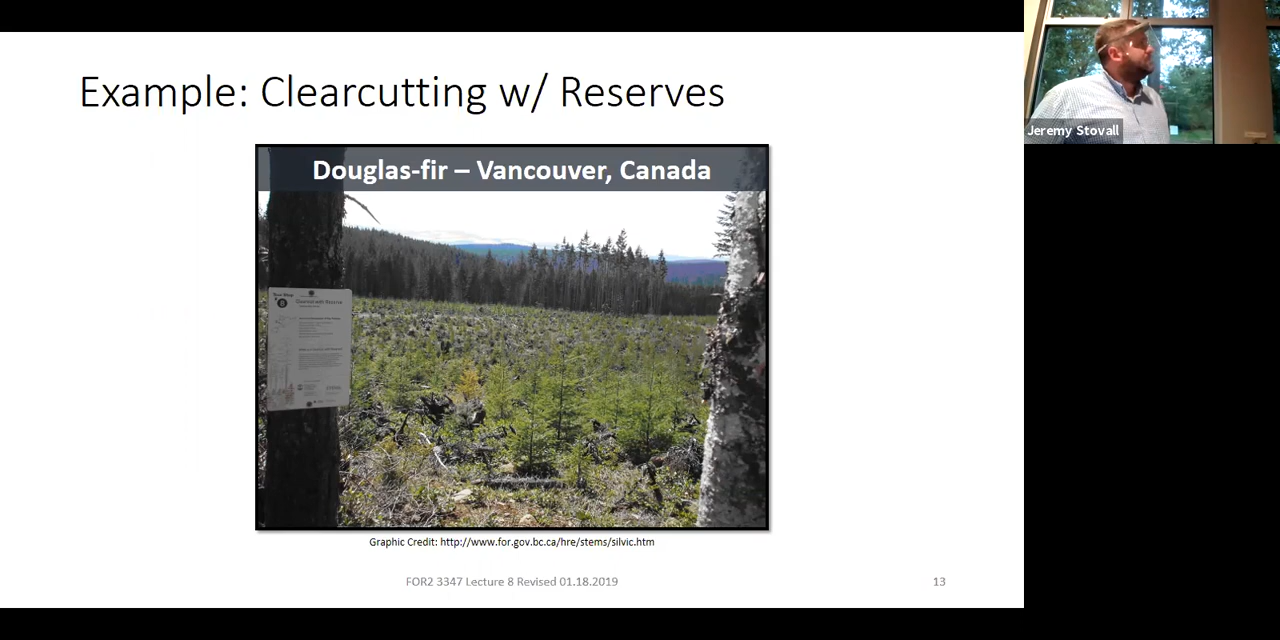 Example: Clearcutting w/ Reserves
Douglas-fir – Vancouver, Canada
Graphic Credit: http://www.for.gov.bc.ca/hre/stems/silvic.htm
FOR2 3347 Lecture 8 Revised 01.18.2019
13
Jeremy Stovall